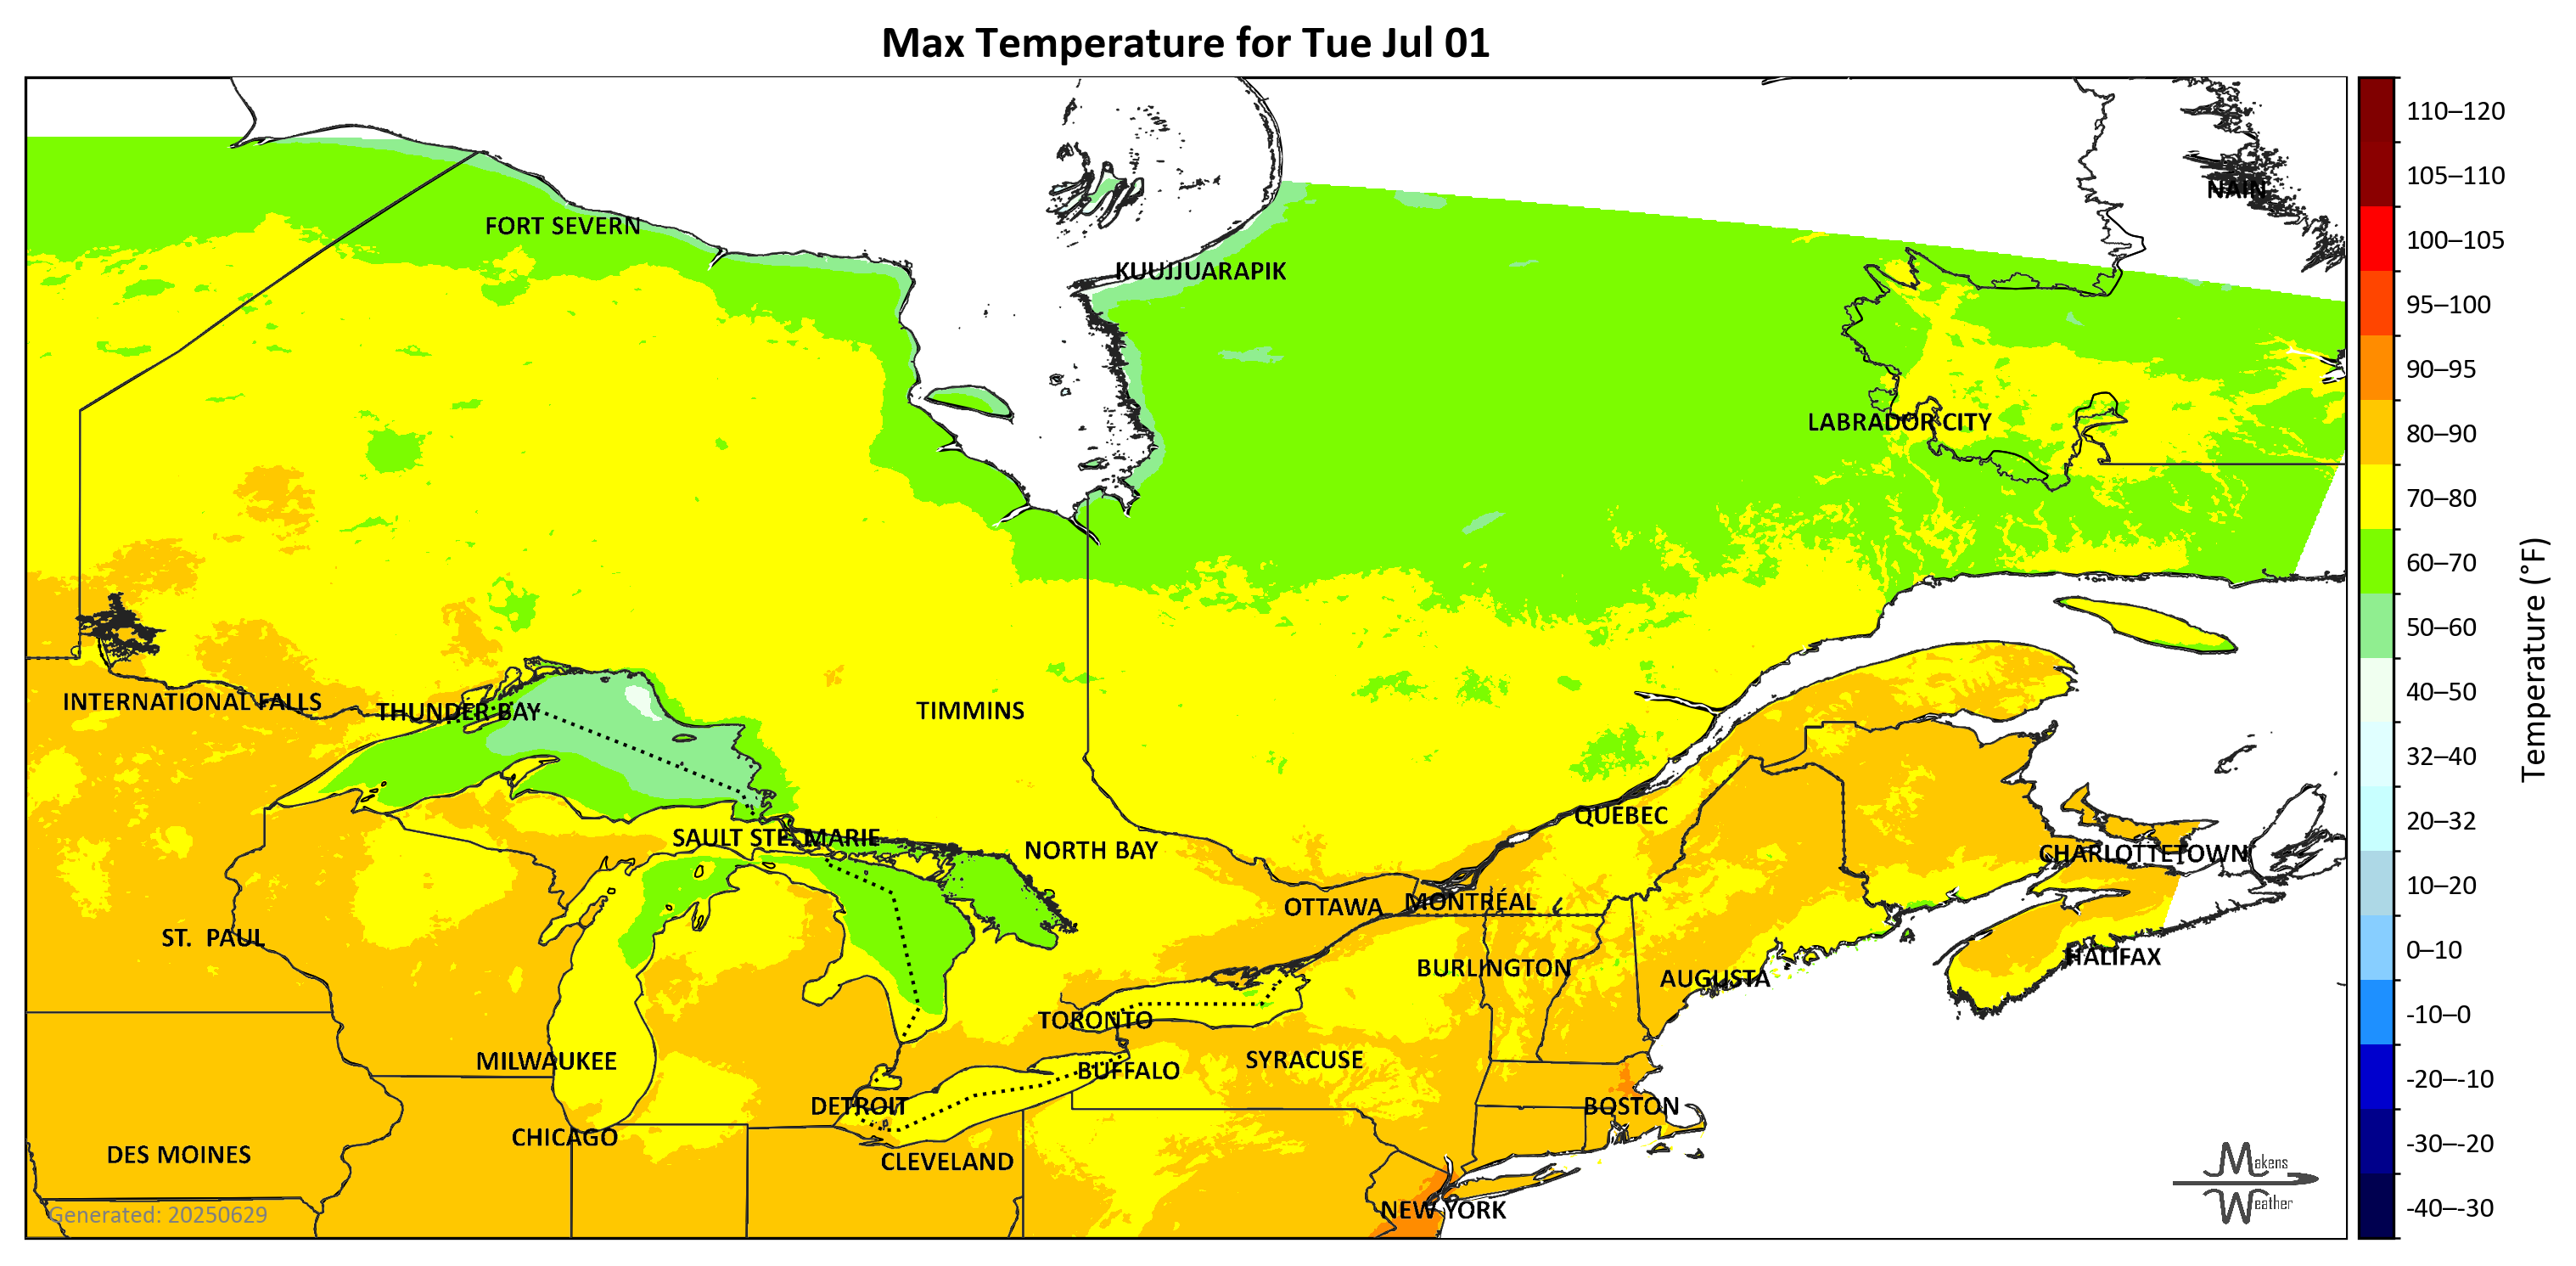 Max Temperature for Tue Jul 01
NAIN
FORT SEVERN
KUUJJUARAPIK
LABRADOR CITY
INTERNATIONAL FALLS
THUNDER BAY
TIMMINS
QUEBEC
SAULT STE. MARIE
NORTH BAY
CHARLOTTETOWN
OTTAWA
MONTRÉAL
ST. PAUL
HALIFAX
BURLINGTON
AUGUSTA
TORONTO
MILWAUKEE
SYRACUSE
BUFFALO
DETROIT
BOSTON
CHICAGO
DES MOINES
CLEVELAND
NEW YORK
Generated: 20250629
Makens
Weather
110–120
105–110
100–105
95–100
90–95
80–90
70–80
60–70
50–60
40–50
32–40
20–32
10–20
0–10
-10–0
-20–-10
-30–-20
-40–-30
Temperature (°F)